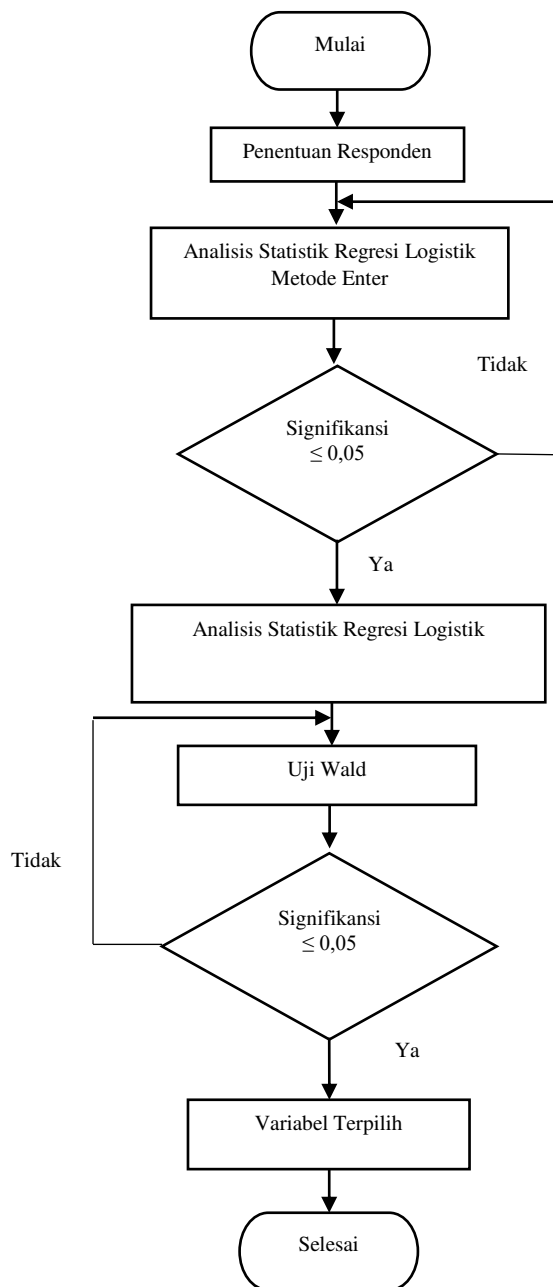 Mulai
Penentuan Responden
Analisis Statistik Regresi Logistik
Metode Enter
Tidak
Signifikansi
≤ 0,05
Ya
Analisis Statistik Regresi Logistik
Uji Wald
Tidak
Signifikansi
≤ 0,05
Ya
Variabel Terpilih
Selesai